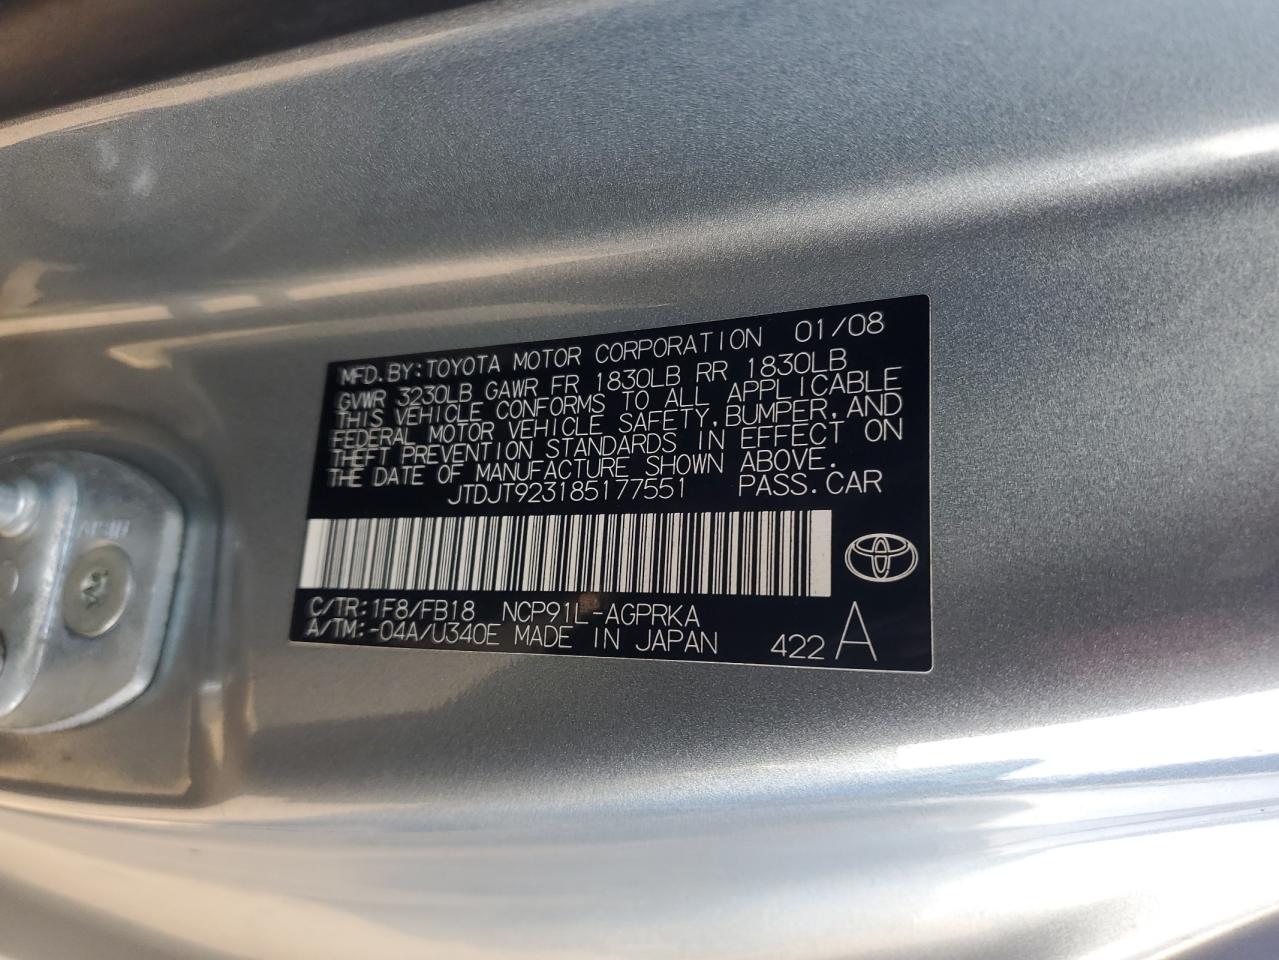 MFD.BY:TOYOTA MOTOR CORPORATION 01/08
GVWR 3230LB GAWR FR 1830LB RR 1830LB
THIS VEHICLE CONFORMS TO ALL APPLICABLE
FEDERAL MOTOR VEHICLE SAFETY,BUMPER,AND
THEFT PREVENTION STANDARDS IN EFFECT ON
THE DATE OF MANUFACTURE SHOWN ABOVE.
JTDJT923185177551 PASS.CAR
C/TR:1F8/FB18 NCP91L-AGPRKA
A/TM:-04A/U340E MADE IN JAPAN 422 A